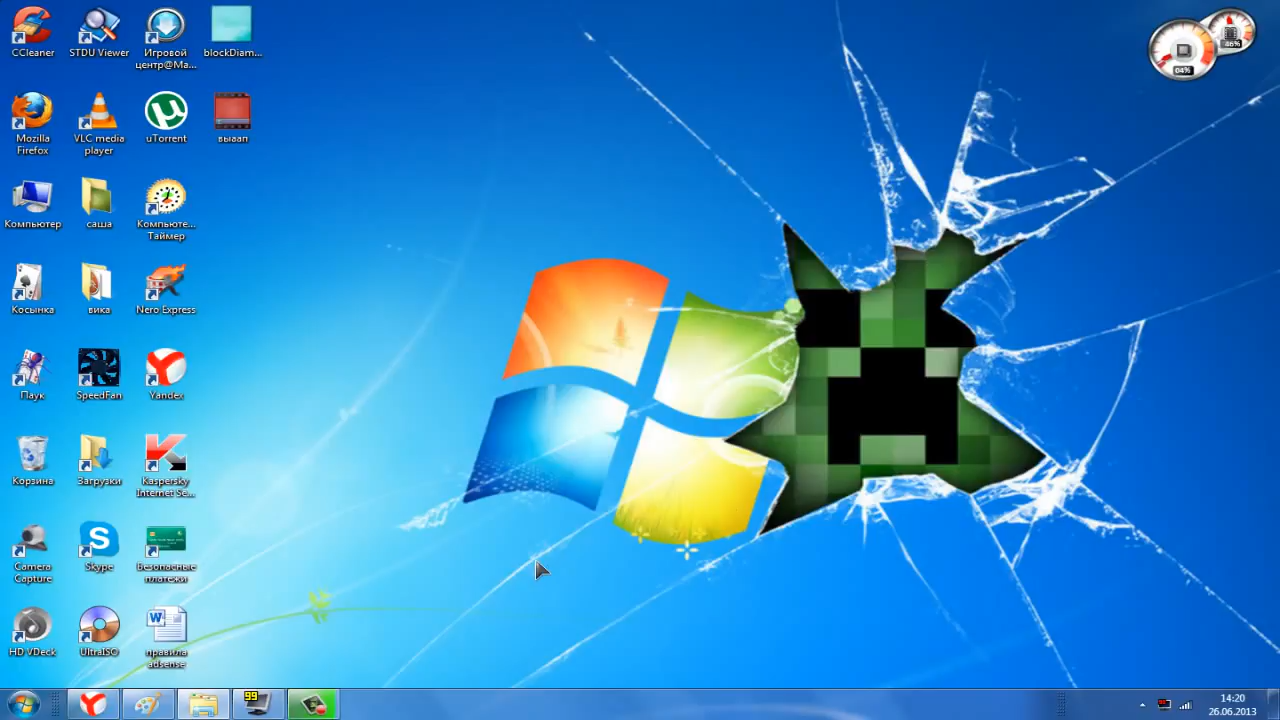 CCleaner
STDU Viewer
Игровой
центр@Ma...
blockDiam...
Mozilla
Firefox
VLC media
player
uTorrent
выаап
Компьютер
саша
Компьюте...
Таймер
Косынка
вика
Nero Express
Паук
SpeedFan
Yandex
Корзина
Загрузки
Kaspersky
Internet Se...
Camera
Capture
Skype
Безопасные
платежи
HD VDeck
UltraISO
правила
adsense
46%
04%
99
14:20
26.06.2013